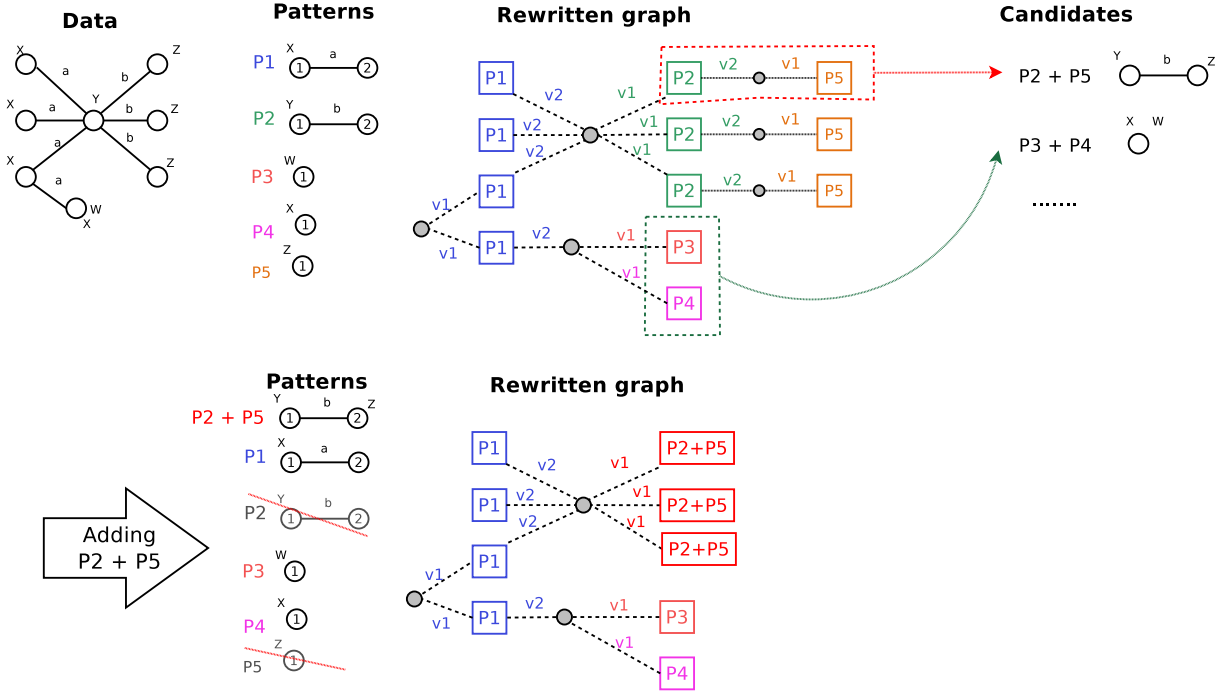 Data
X
Z
a
b
Y
X
a
b
Z
X
a
b
Z
a
W
X
Patterns
P1
X
1
a
2
P2
Y
1
b
2
P3
W
1
P4
X
1
P5
Z
1
Rewritten graph
P1
v2
v1
P2
v2
v1
P5
P1
v2
v1
P2
v2
v1
P5
P1
v2
v1
P2
v2
v1
P5
v1
v1
P1
v2
v1
P3
v1
P4
Candidates
P2 + P5
Y
b
Z
P3 + P4
X W
.......
Adding
P2 + P5
Patterns
P2 + P5
Y
1
b
2
Z
P1
X
1
a
2
P2
Y
1
b
2
P3
W
1
P4
X
1
P5
Z
1
Rewritten graph
P1
v2
v1
P2+P5
P1
v2
v1
P2+P5
P1
v2
v1
P2+P5
v1
v1
P1
v2
v1
P3
v1
P4